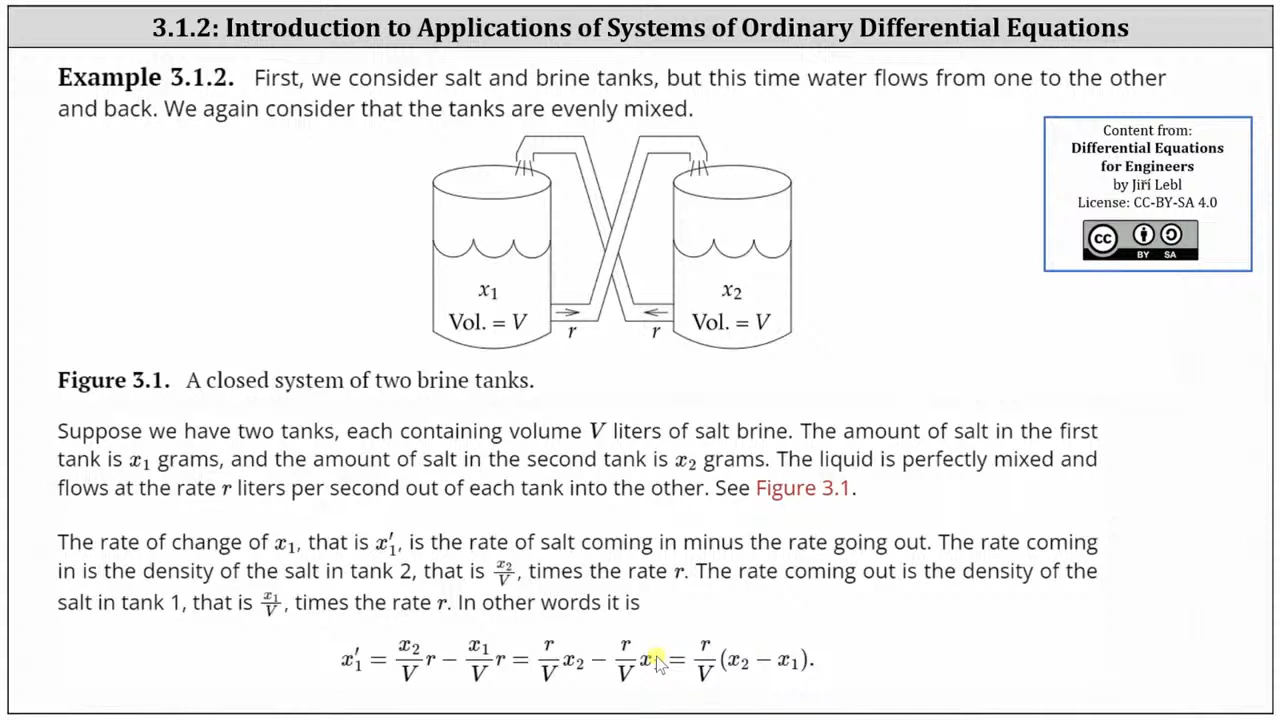 3.1.2: Introduction to Applications of Systems of Ordinary Differential Equations
Example 3.1.2. First, we consider salt and brine tanks, but this time water flows from one to the other
and back. We again consider that the tanks are evenly mixed.
Content from:
Differential Equations
for Engineers
by Jiří Lebl
License: CC-BY-SA 4.0
cc
BY SA
x₁
Vol. = V
r
x₂
Vol. = V
r
Figure 3.1. A closed system of two brine tanks.
Suppose we have two tanks, each containing volume V liters of salt brine. The amount of salt in the first
tank is x₁ grams, and the amount of salt in the second tank is x₂ grams. The liquid is perfectly mixed and
flows at the rate r liters per second out of each tank into the other. See Figure 3.1.
The rate of change of x₁, that is x₁′, is the rate of salt coming in minus the rate going out. The rate coming
in is the density of the salt in tank 2, that is x₂/V, times the rate r. The rate coming out is the density of the
salt in tank 1, that is x₁/V, times the rate r. In other words it is
x₁′ = x₂/V r − x₁/V r = r/V x₂ − r/V x = r/V (x₂ − x₁).